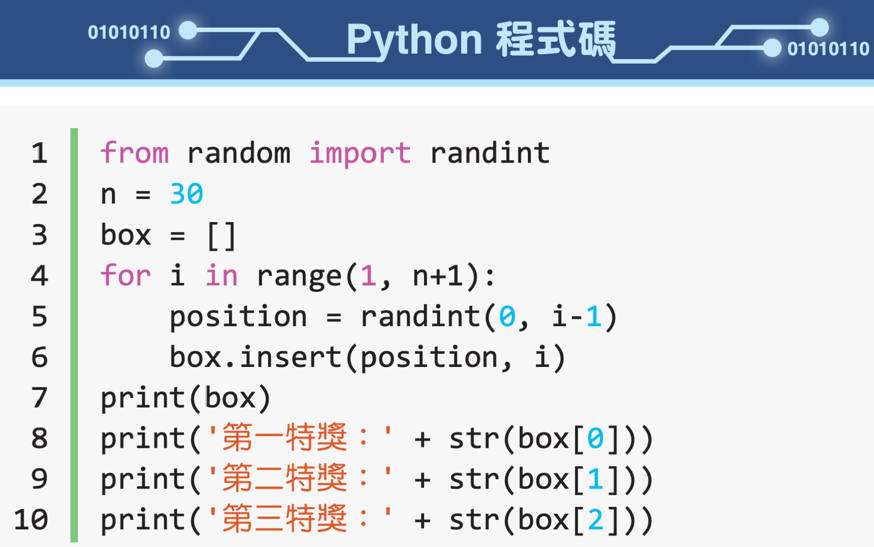 01010110 Python 程式碼 01010110
1 from random import randint
2 n = 30
3 box = []
4 for i in range(1, n+1):
5     position = randint(0, i-1)
6     box.insert(position, i)
7 print(box)
8 print('第一特獎：' + str(box[0]))
9 print('第二特獎：' + str(box[1]))
10 print('第三特獎：' + str(box[2]))